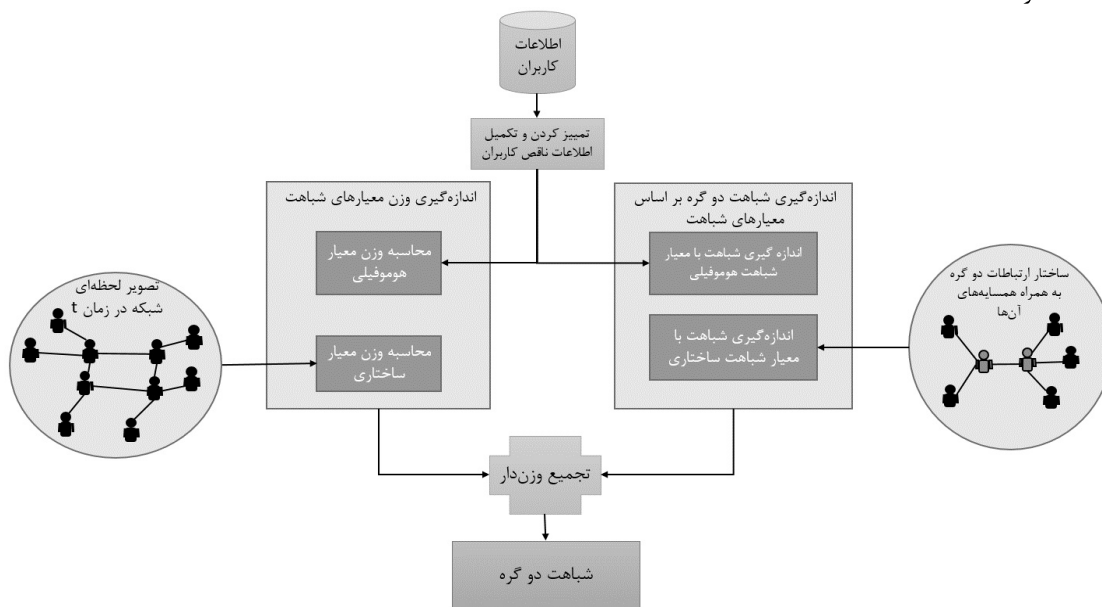 اطلاعات
کاربران
تمییز کردن و تکمیل
اطلاعات ناقص کاربران
اندازه‌گیری شباهت دو گره بر اساس
معیارهای شباهت
اندازه گیری شباهت با معیار
شباهت هوموفیلی
اندازه‌گیری شباهت با
معیار شباهت ساختاری
اندازه‌گیری وزن معیارهای شباهت
محاسبه وزن معیار
هوموفیلی
محاسبه وزن معیار
ساختاری
ساختار ارتباطات دو گره
به همراه همسایه‌های
آن‌ها
تصویر لحظه‌ای
شبکه در زمان t
تجمیع وزن‌دار
شباهت دو گره